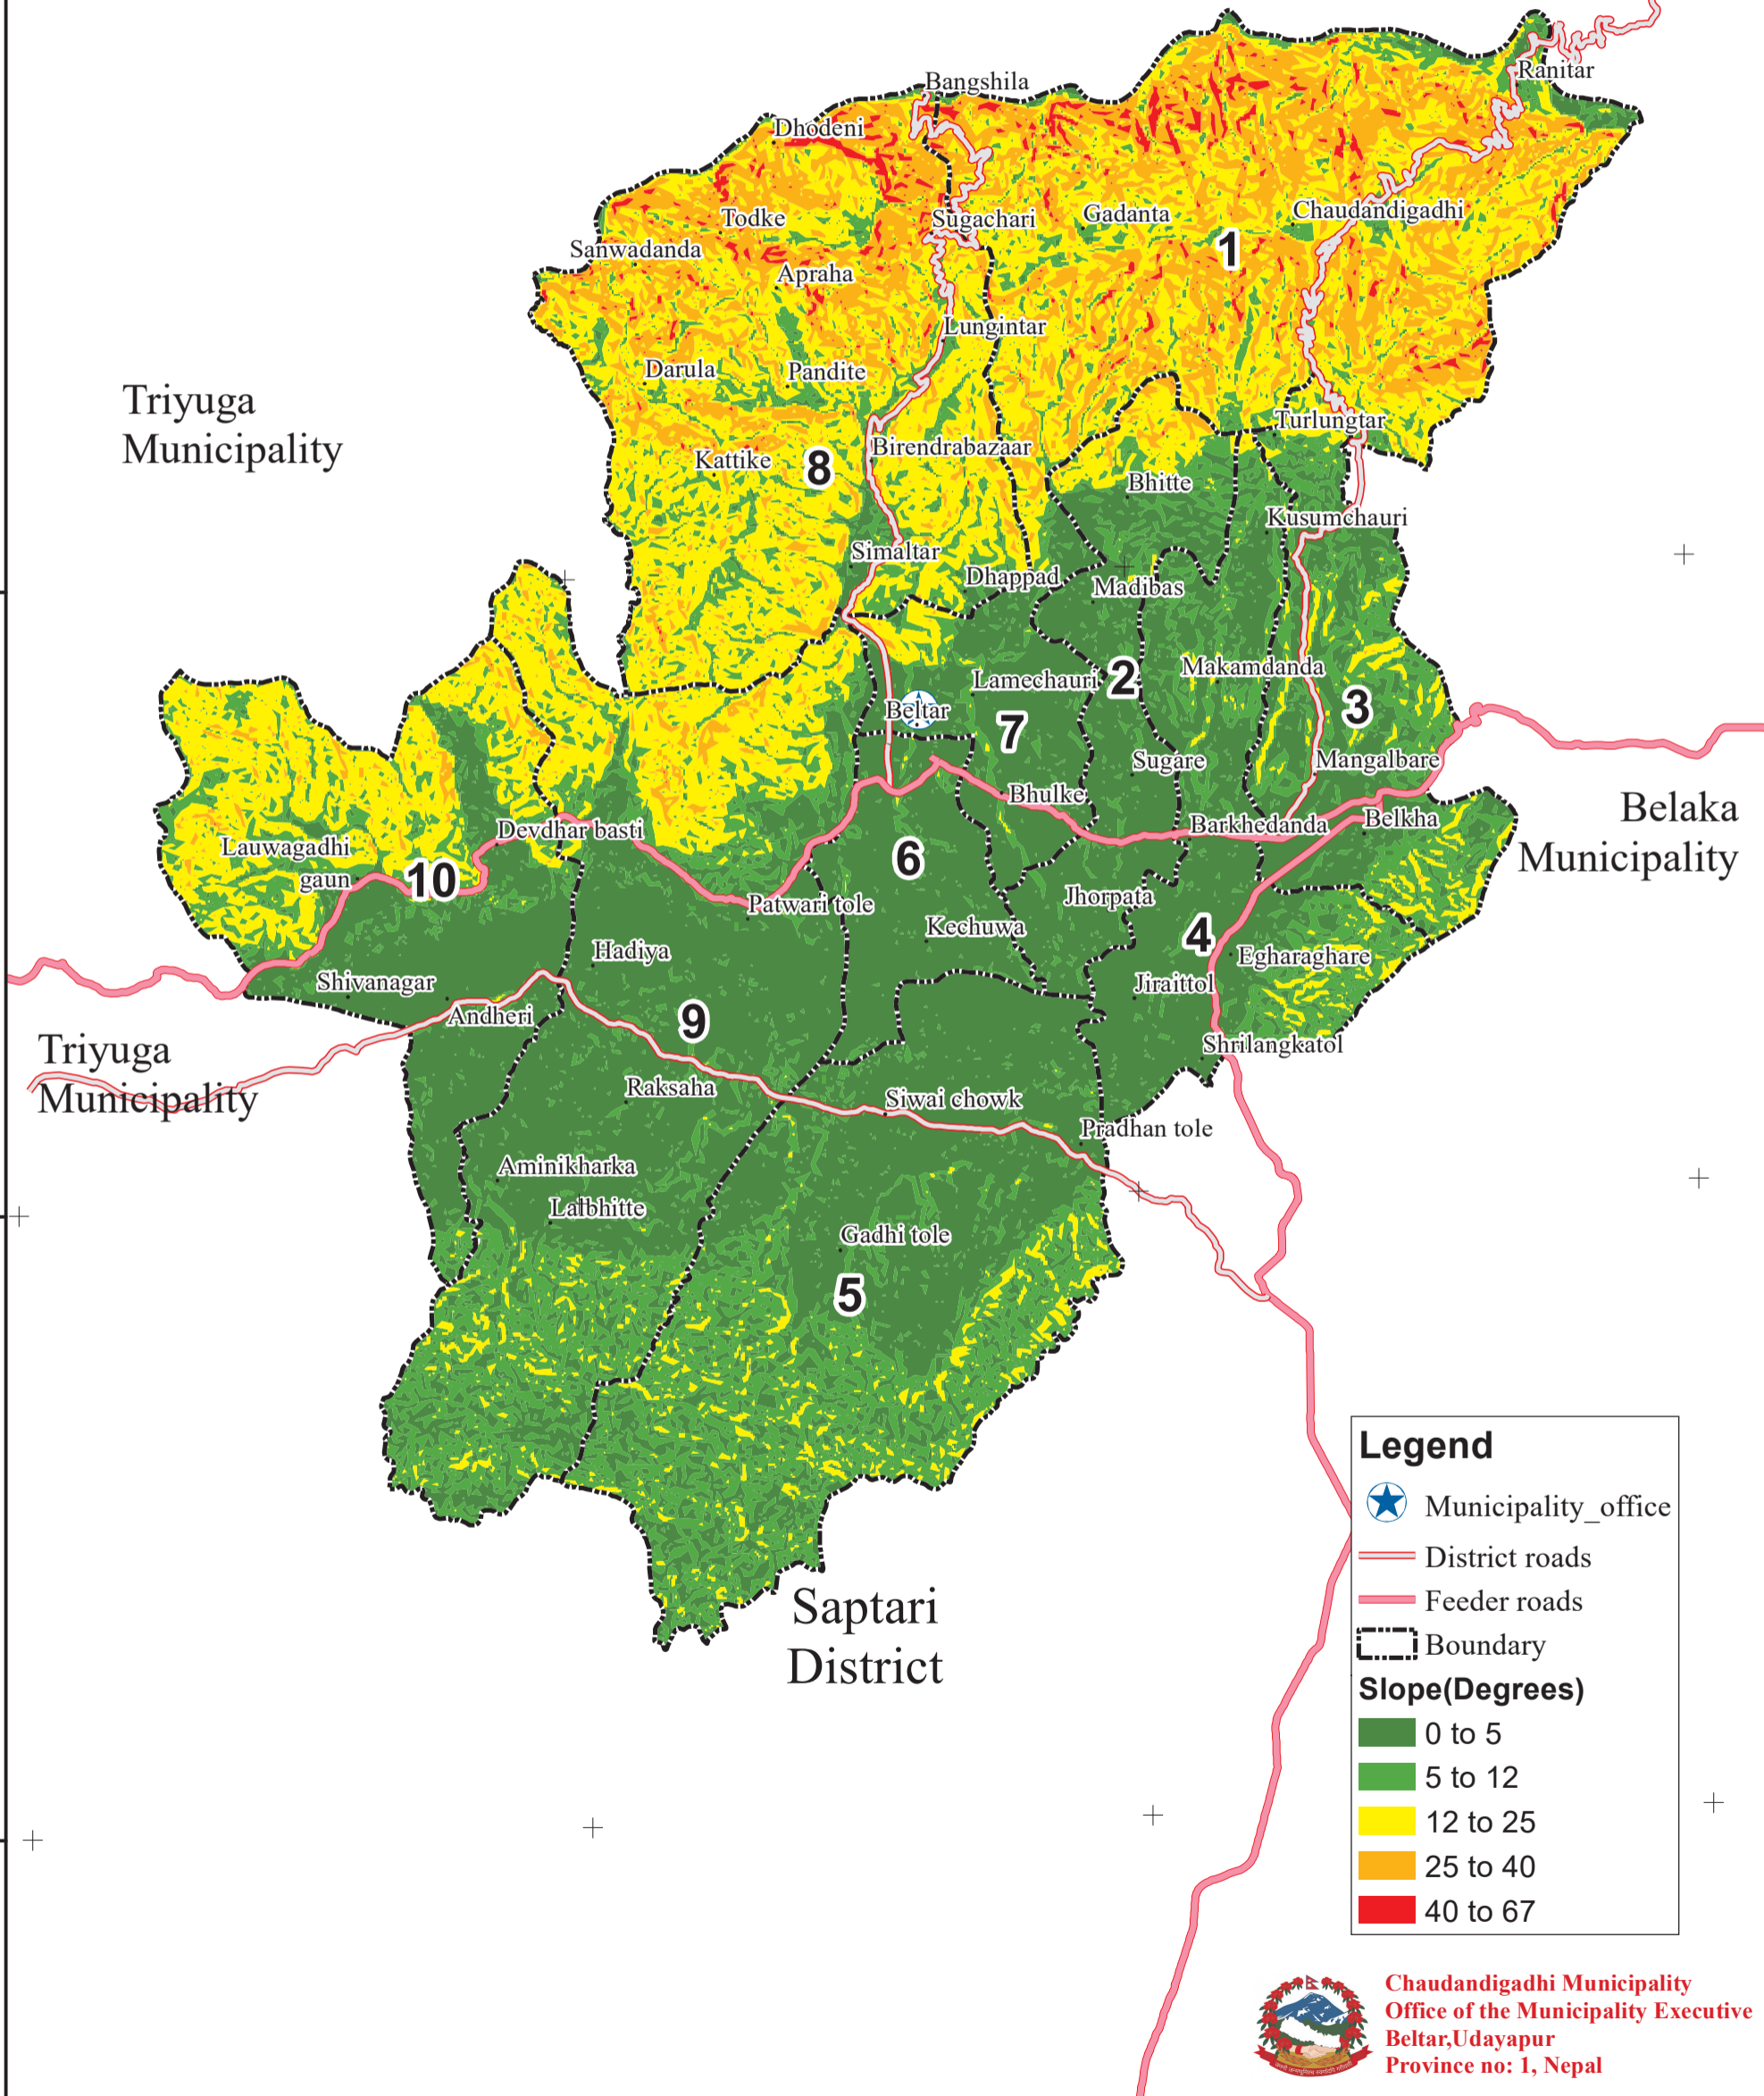 Ranitar
Bangshila
Dhodeni
Todke
Sugachari
Gadanta
Chaudandigadhi
1
Sanwadanda
Apraha
Lungintar
Darula
Pandite
Triyuga
Municipality
Turlungtar
Birendrabazaar
Kattike
8
Bhitte
Kusumchauri
Simaltar
Dhappad
Madibas
Makamdanda
2
Lamechauri
3
Beltar
7
Sugare
Mangalbare
Bhulke
Belaka
Municipality
Barkhedanda
Belkha
Devdhar basti
Lauwagadhi
gaun
10
6
Patwari tole
Jhorpata
Kechuwa
4
Hadiya
Egharaghare
Shivanagar
Jiraittol
Andheri
9
Triyuga
Municipality
Shrilangkatol
Raksaha
Siwai chowk
Pradhan tole
Aminikharka
Lalbhitte
Gadhi tole
5
Saptari
District
Legend
Municipality_office
District roads
Feeder roads
Boundary
Slope(Degrees)
0 to 5
5 to 12
12 to 25
25 to 40
40 to 67
Chaudandigadhi Municipality
Office of the Municipality Executive
Beltar,Udayapur
Province no: 1, Nepal